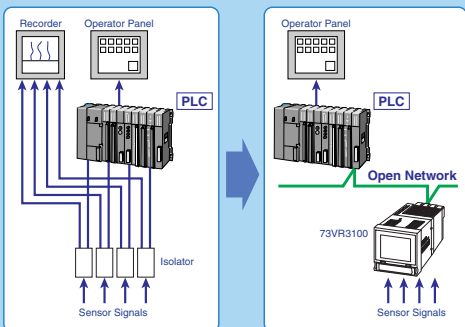 Recorder
Operator Panel
PLC
Isolator
Sensor Signals
Operator Panel
PLC
Open Network
73VR3100
Sensor Signals